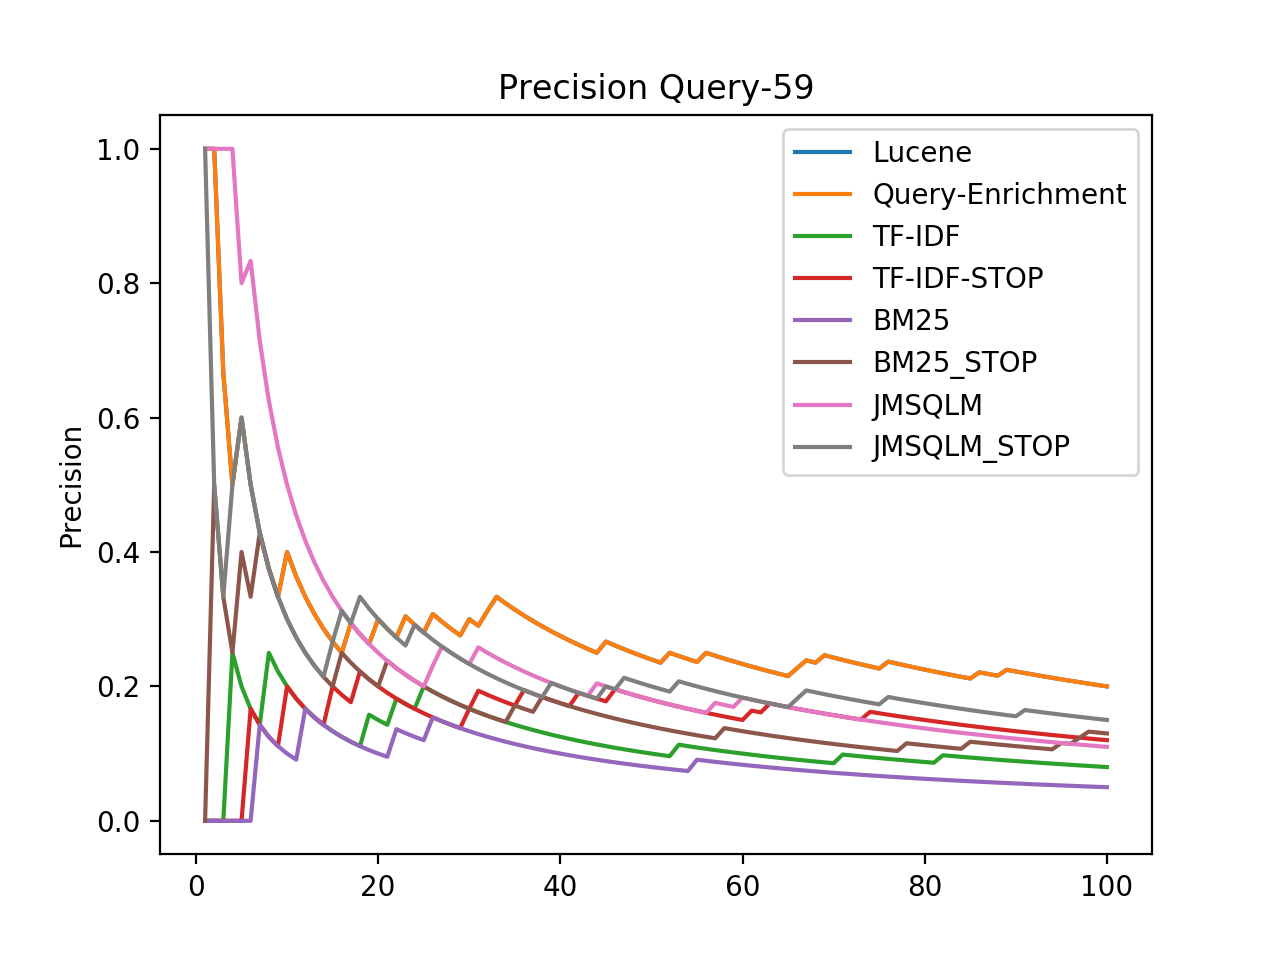 Precision Query-59
Precision
1.0
0.8
0.6
0.4
0.2
0.0
0
20
40
60
80
100
Lucene
Query-Enrichment
TF-IDF
TF-IDF-STOP
BM25
BM25_STOP
JMSQLM
JMSQLM_STOP